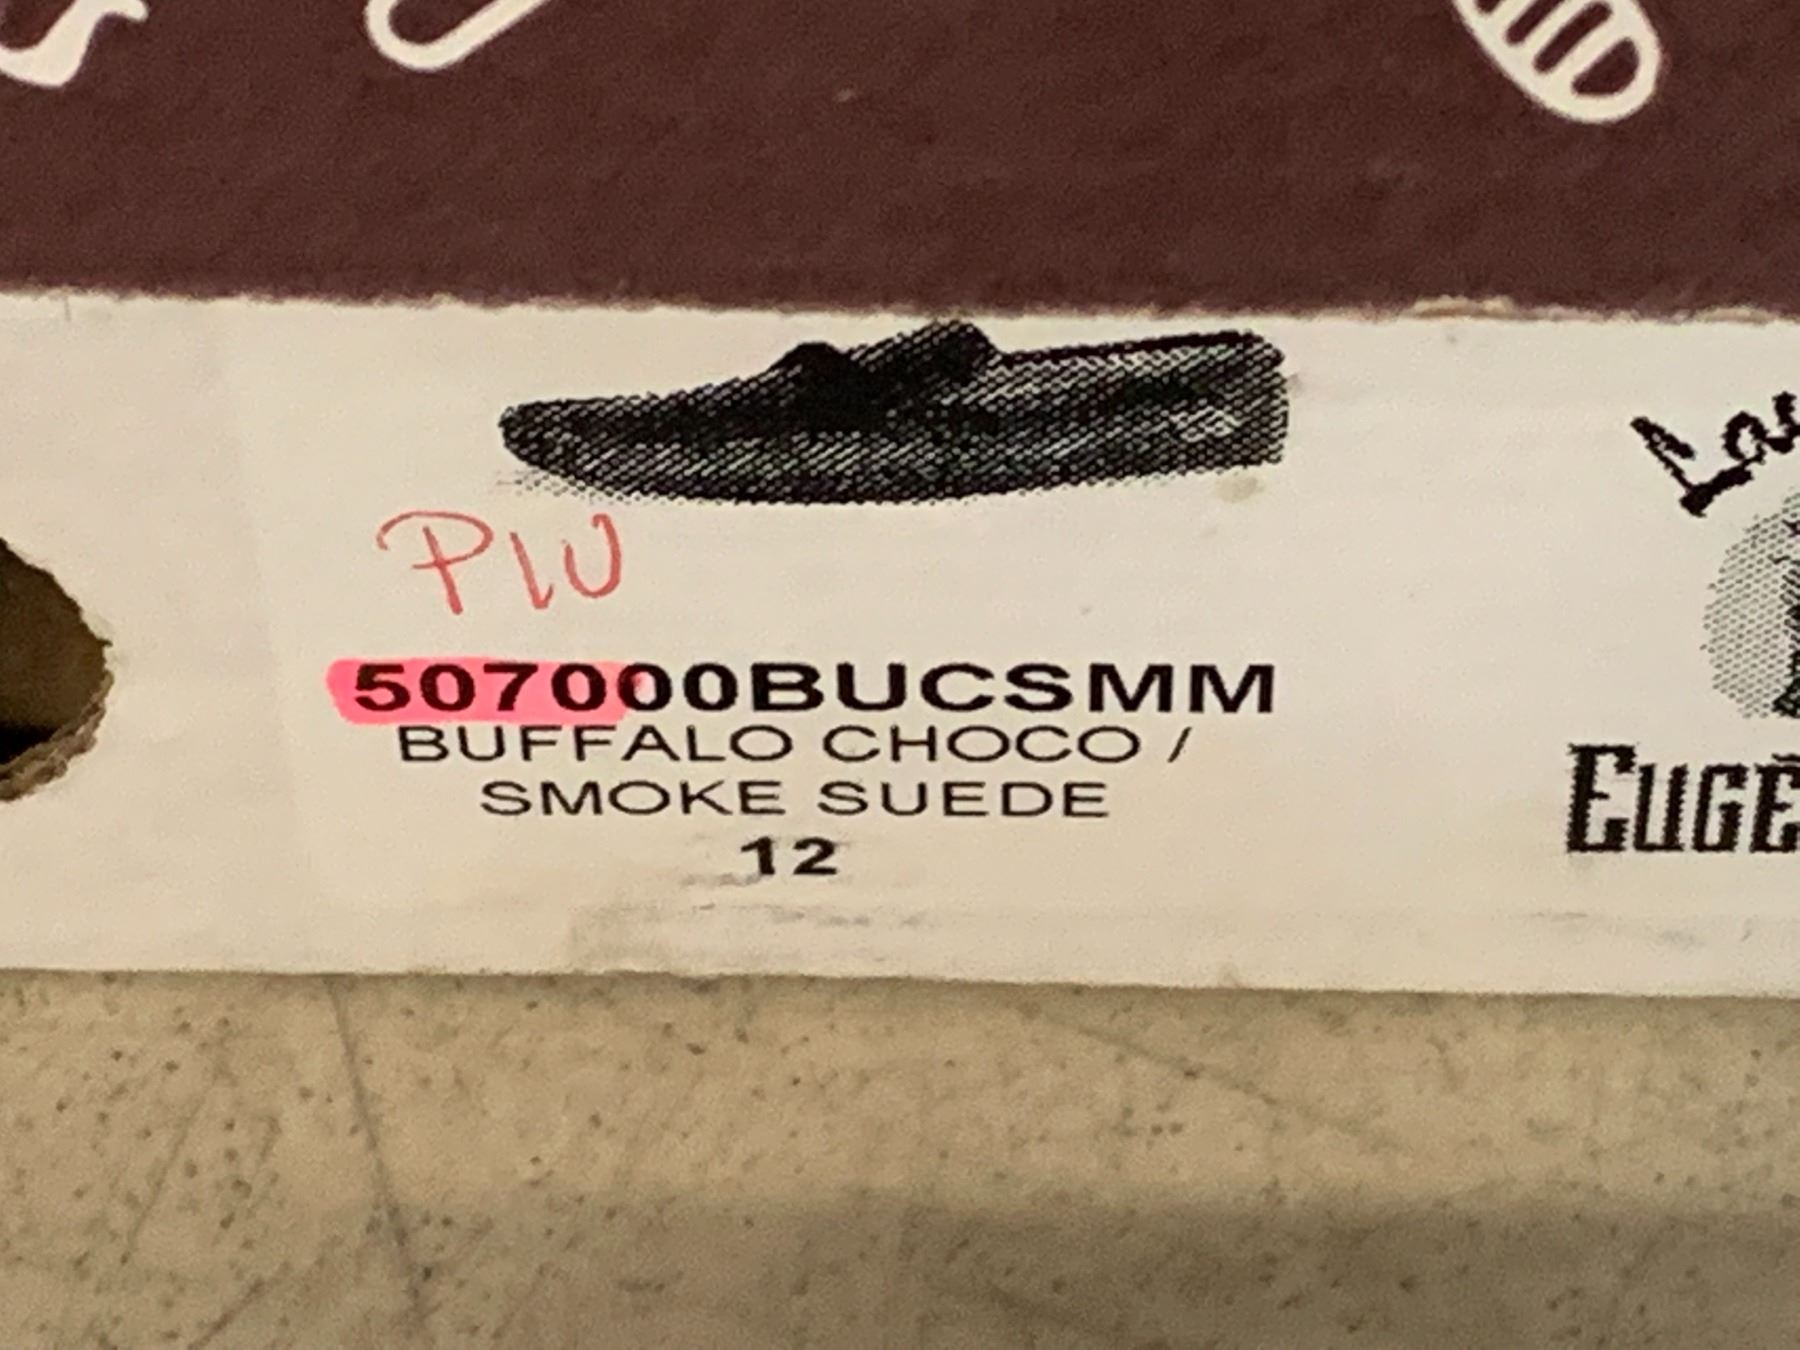 PIU
507000BUCSMM
BUFFALO CHOCO /
SMOKE SUEDE
12